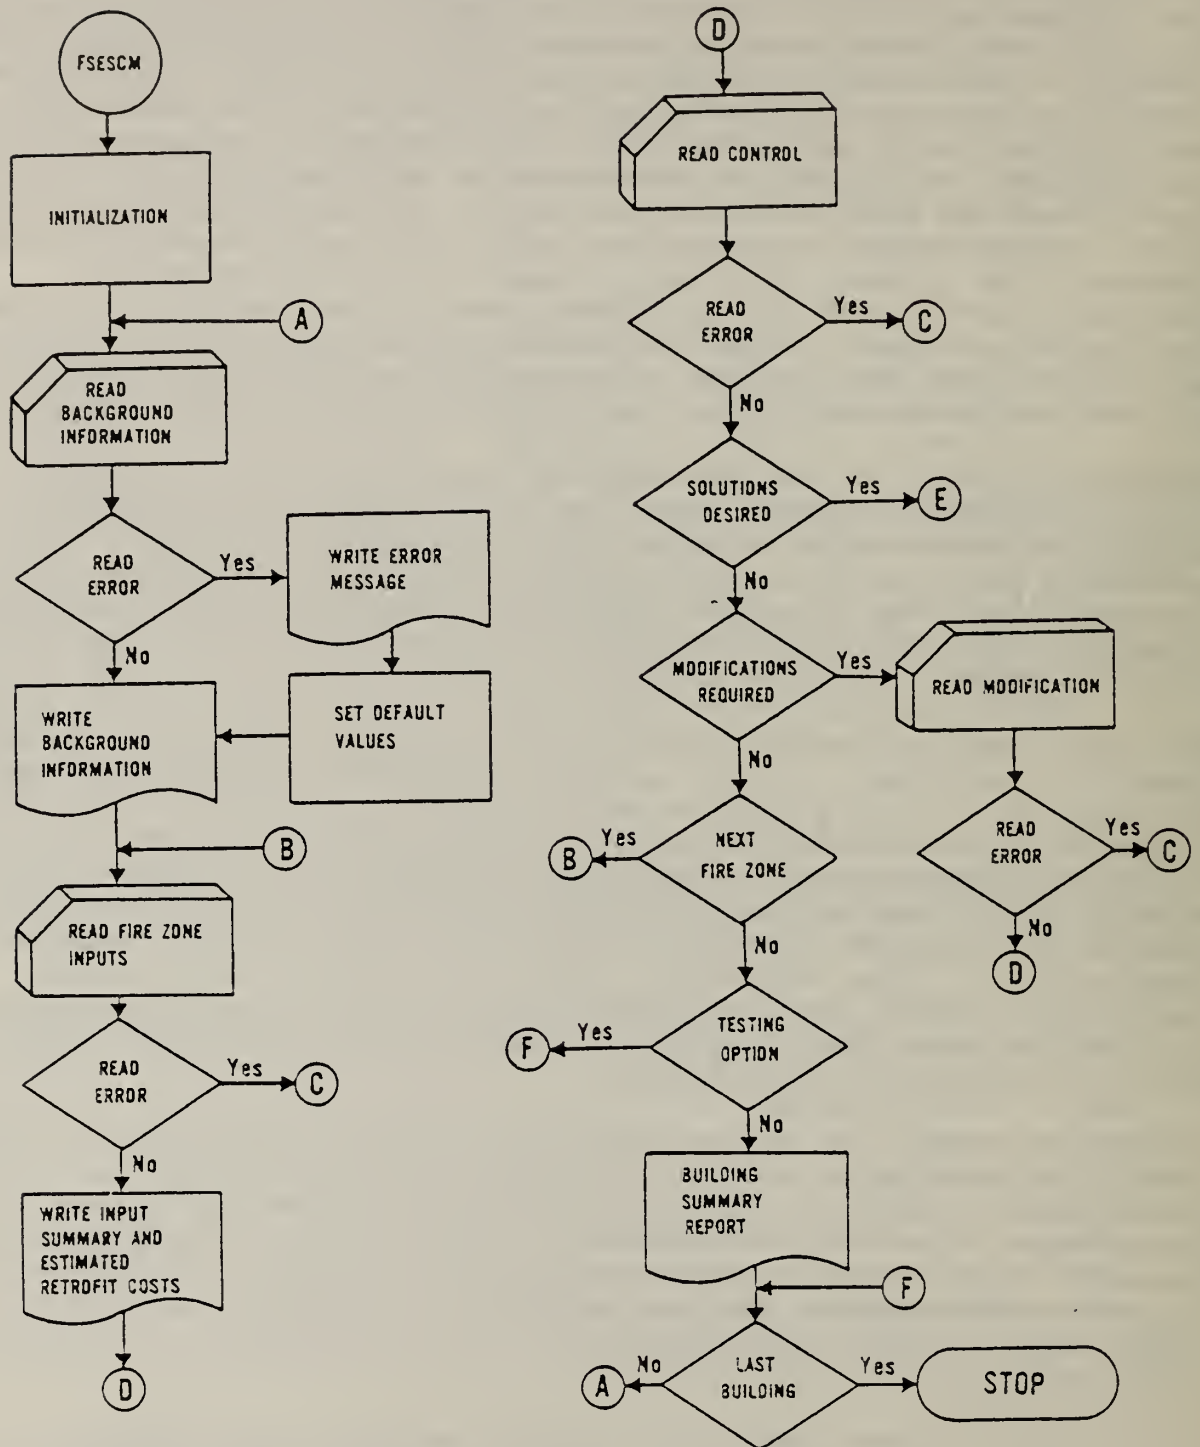 FSESCM
INITIALIZATION
A
READ
BACKGROUND
INFORMATION
READ
ERROR
Yes
WRITE ERROR
MESSAGE
No
WRITE
BACKGROUND
INFORMATION
SET DEFAULT
VALUES
B
READ FIRE ZONE
INPUTS
READ
ERROR
Yes
C
No
WRITE INPUT
SUMMARY AND
ESTIMATED
RETROFIT COSTS
D
D
READ CONTROL
READ
ERROR
Yes
C
No
SOLUTIONS
DESIRED
Yes
E
No
MODIFICATIONS
REQUIRED
Yes
READ MODIFICATION
READ
ERROR
Yes
C
No
D
No
NEXT
FIRE ZONE
Yes
B
No
TESTING
OPTION
Yes
F
No
BUILDING
SUMMARY
REPORT
F
LAST
BUILDING
No
A
Yes
STOP